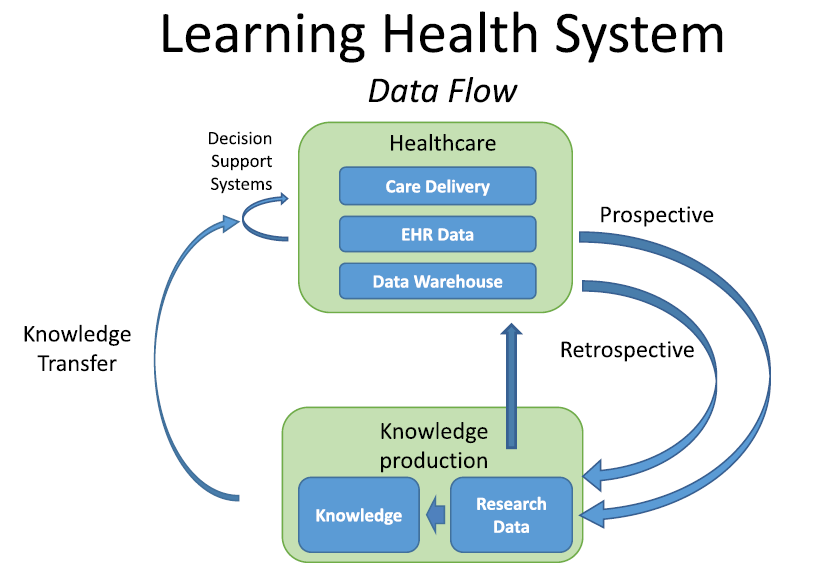 Learning Health System
Data Flow
Decision
Support
Systems
Healthcare
Care Delivery
EHR Data
Data Warehouse
Prospective
Retrospective
Knowledge
Transfer
Knowledge
production
Knowledge
Research
Data